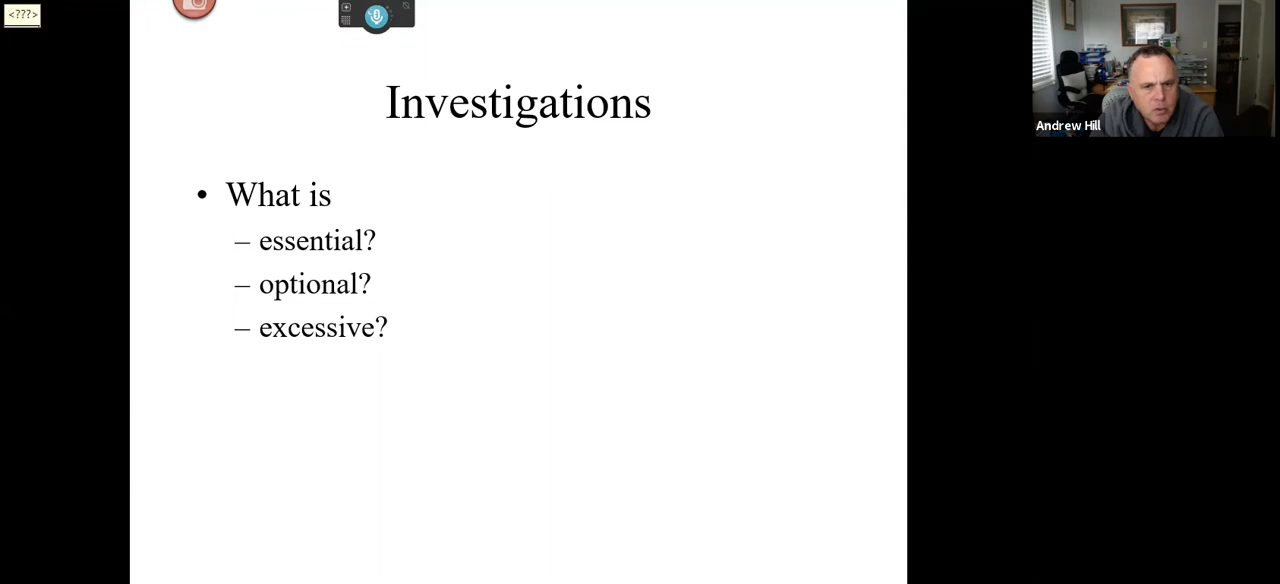 <???>
Investigations
• What is
– essential?
– optional?
– excessive?
Andrew Hill